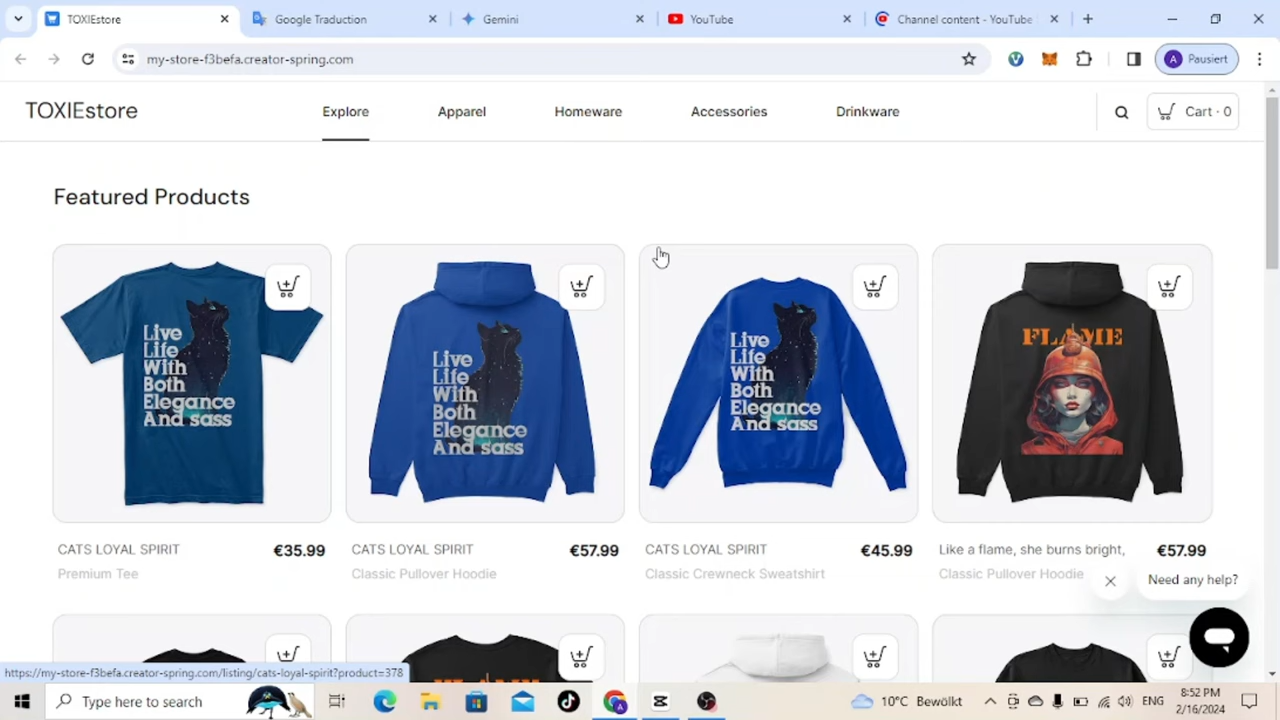 TOXIEstore
Google Traduction
Gemini
YouTube
Channel content - YouTube
my-store-f3befa.creator-spring.com
A
Pausiert
TOXIEstore
Explore
Apparel
Homeware
Accessories
Drinkware
Cart · 0
Featured Products
Live
Life
With
Both
Elegance
And sass
Live
Life
With
Both
Elegance
And sass
Live
Life
With
Both
Elegance
And sass
FLAME
CATS LOYAL SPIRIT
€35.99
Premium Tee
CATS LOYAL SPIRIT
€57.99
Classic Pullover Hoodie
CATS LOYAL SPIRIT
€45.99
Classic Crewneck Sweatshirt
Like a flame, she burns bright,
€57.99
Classic Pullover Hoodie
Need any help?
https://my-store-f3befa.creator-spring.com/listing/cats-loyal-spirit?product=378
Type here to search
10°C Bewölkt
ENG
8:52 PM
2/16/2024